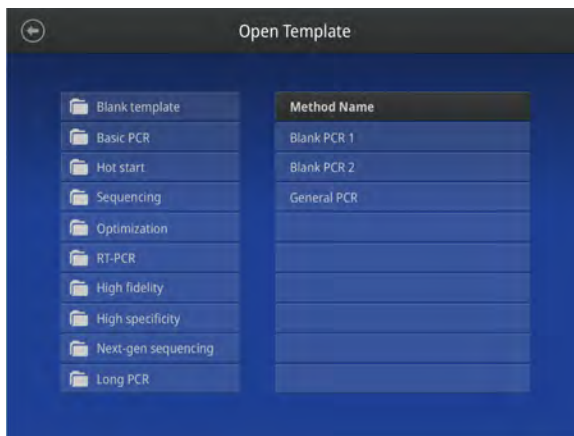 Open Template
Blank template
Basic PCR
Hot start
Sequencing
Optimization
RT-PCR
High fidelity
High specificity
Next-gen sequencing
Long PCR
Method Name
Blank PCR 1
Blank PCR 2
General PCR